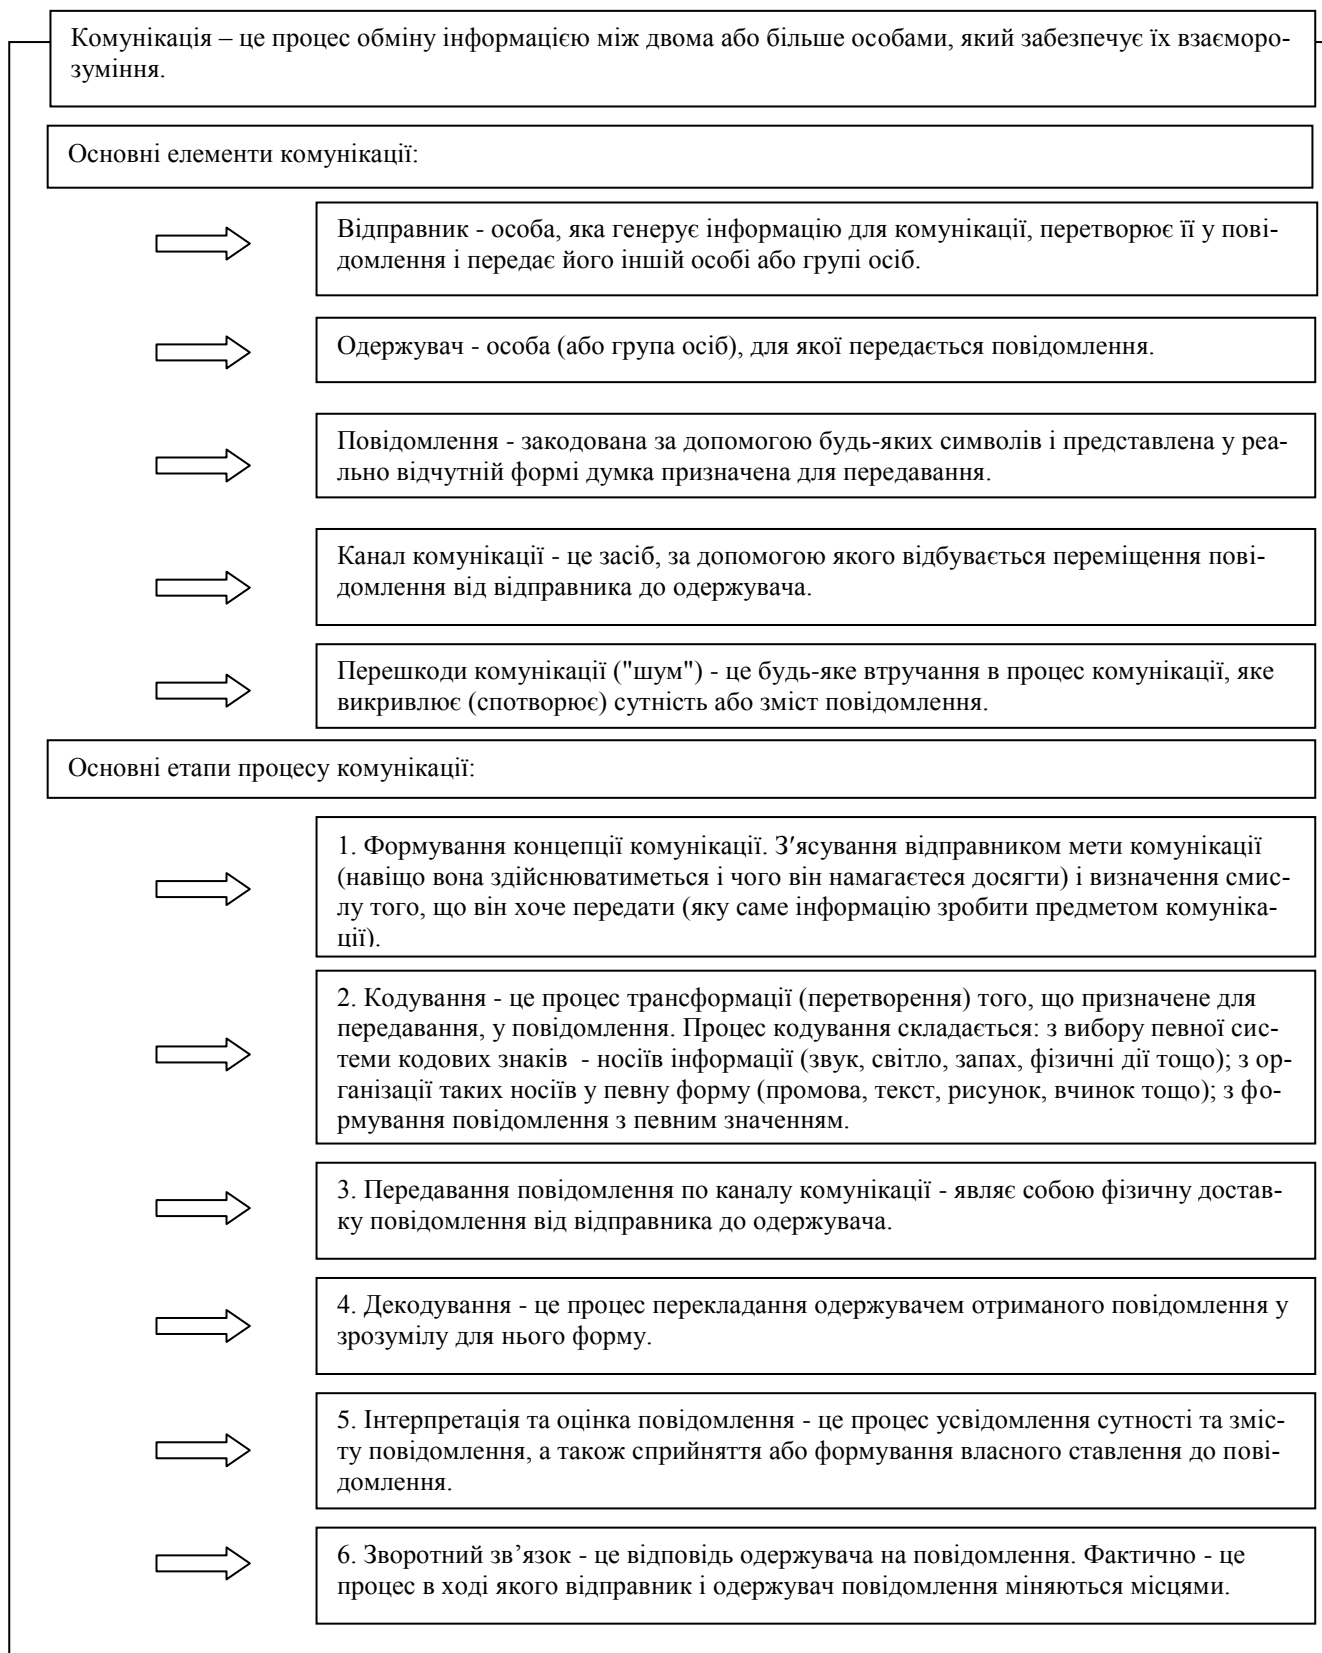 Комунікація – це процес обміну інформацією між двома або більше особами, який забезпечує їх взаєморо-
зуміння.
Основні елементи комунікації:
Відправник - особа, яка генерує інформацію для комунікації, перетворює її у пові-
домлення і передає його іншій особі або групі осіб.
Одержувач - особа (або група осіб), для якої передається повідомлення.
Повідомлення - закодована за допомогою будь-яких символів і представлена у реа-
льно відчутній формі думка призначена для передавання.
Канал комунікації - це засіб, за допомогою якого відбувається переміщення пові-
домлення від відправника до одержувача.
Перешкоди комунікації ("шум") - це будь-яке втручання в процес комунікації, яке
викривлює (спотворює) сутність або зміст повідомлення.
Основні етапи процесу комунікації:
1. Формування концепції комунікації. З′ясування відправником мети комунікації
(навіщо вона здійснюватиметься і чого він намагаєтеся досягти) і визначення смис-
лу того, що він хоче передати (яку саме інформацію зробити предметом комуніка-
ції).
2. Кодування - це процес трансформації (перетворення) того, що призначене для
передавання, у повідомлення. Процес кодування складається: з вибору певної сис-
теми кодових знаків  - носіїв інформації (звук, світло, запах, фізичні дії тощо); з ор-
ганізації таких носіїв у певну форму (промова, текст, рисунок, вчинок тощо); з фо-
рмування повідомлення з певним значенням.
3. Передавання повідомлення по каналу комунікації - являє собою фізичну достав-
ку повідомлення від відправника до одержувача.
4. Декодування - це процес перекладання одержувачем отриманого повідомлення у
зрозумілу для нього форму.
5. Інтерпретація та оцінка повідомлення - це процес усвідомлення сутності та зміс-
ту повідомлення, а також сприйняття або формування власного ставлення до пові-
домлення.
6. Зворотний зв’язок - це відповідь одержувача на повідомлення. Фактично - це
процес в ході якого відправник і одержувач повідомлення міняються місцями.